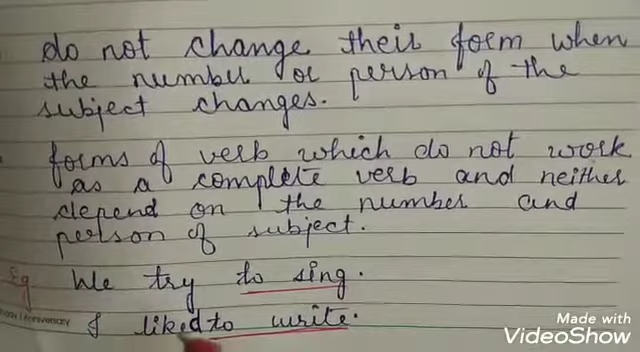 do not change their form when
the number or person of the
subject changes.
forms of verb which do not work
as a complete verb and neither
depend on the number and
person of subject.
Eg We try to sing.
I liked to write.
Anniversary
Made with
VideoShow